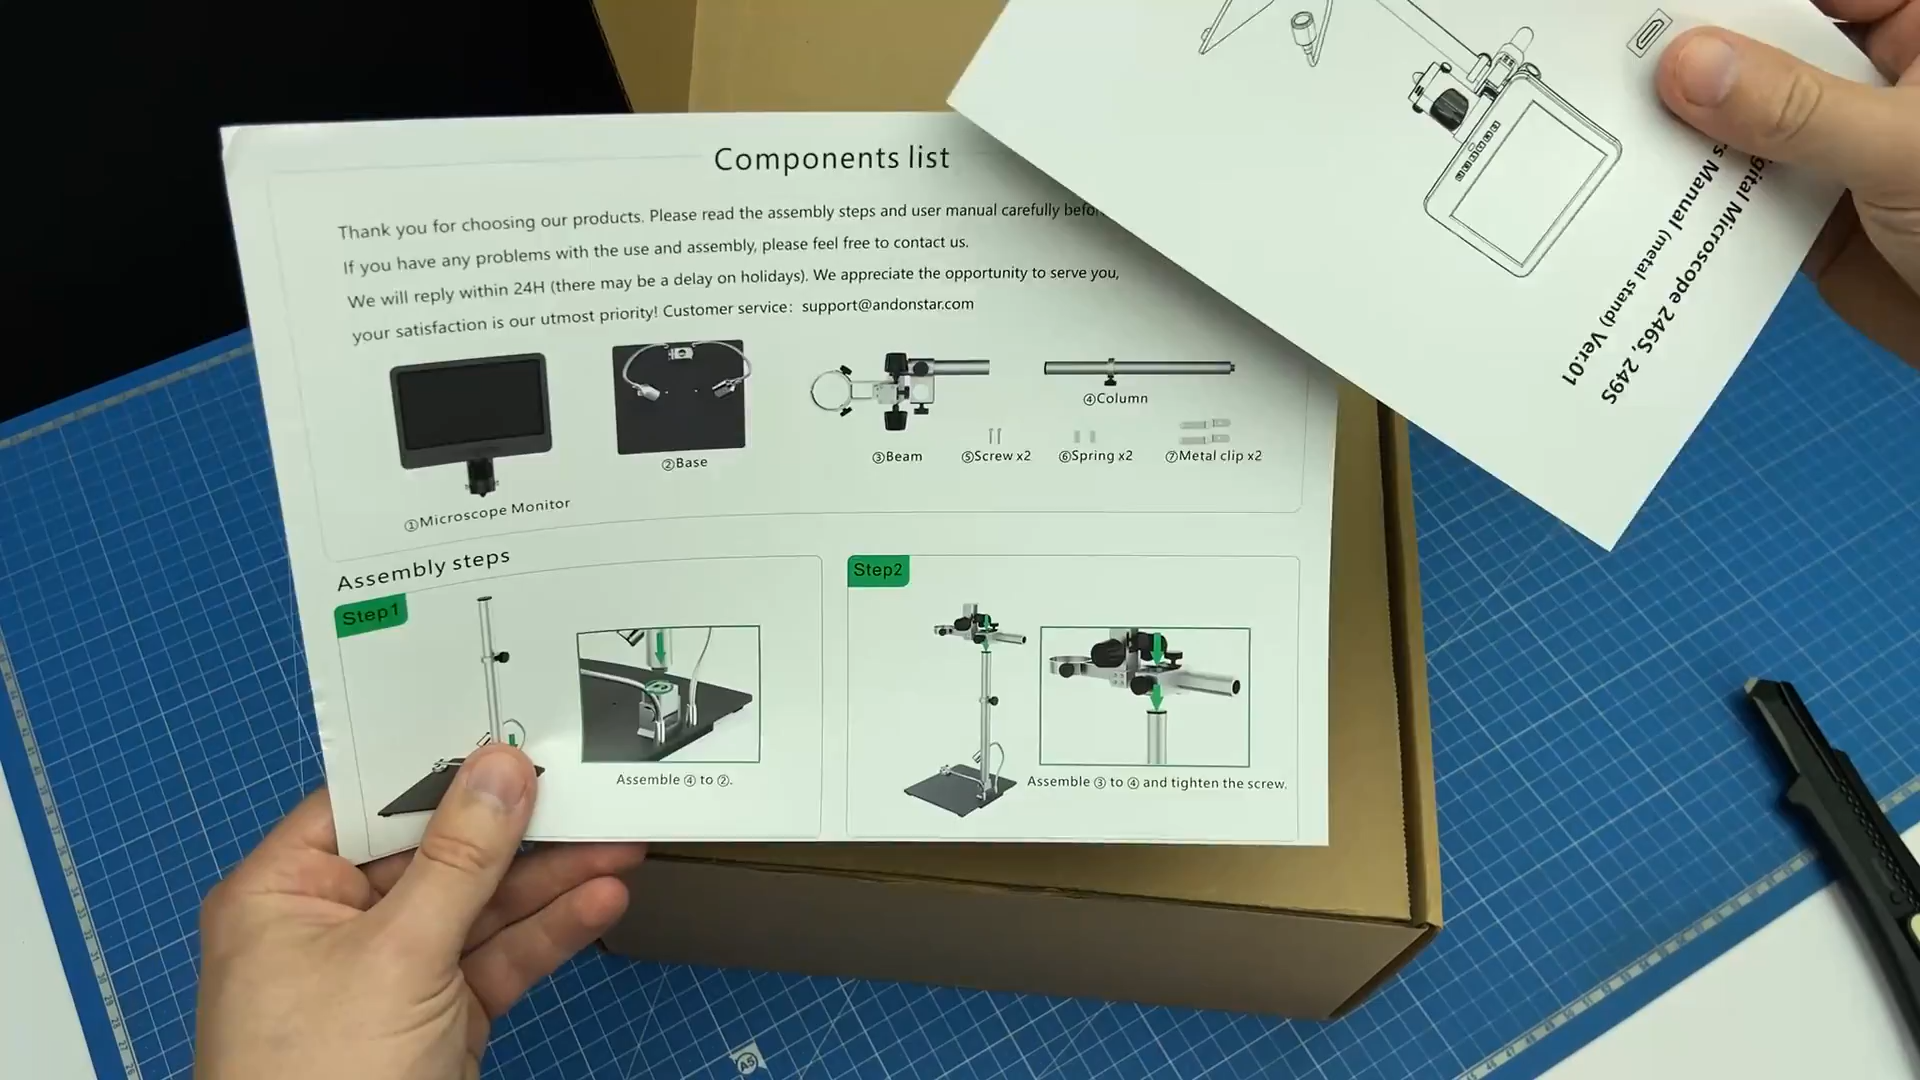 Components list
Thank you for choosing our products. Please read the assembly steps and user manual carefully
If you have any problems with the use and assembly, please feel free to contact us.
We will reply within 24H (there may be a delay on holidays). We appreciate the opportunity to serve you,
your satisfaction is our utmost priority! Customer service: support@andonstar.com
①Microscope Monitor
②Base
③Beam
④Column
⑤Screw x2
⑥Spring x2
⑦Metal clip x2
Assembly steps
Step1
Assemble ④ to ②.
Step2
Assemble ③ to ④ and tighten the screw.
Microscope 246S, 249S
Manual (metal stand) Ver.01
A5